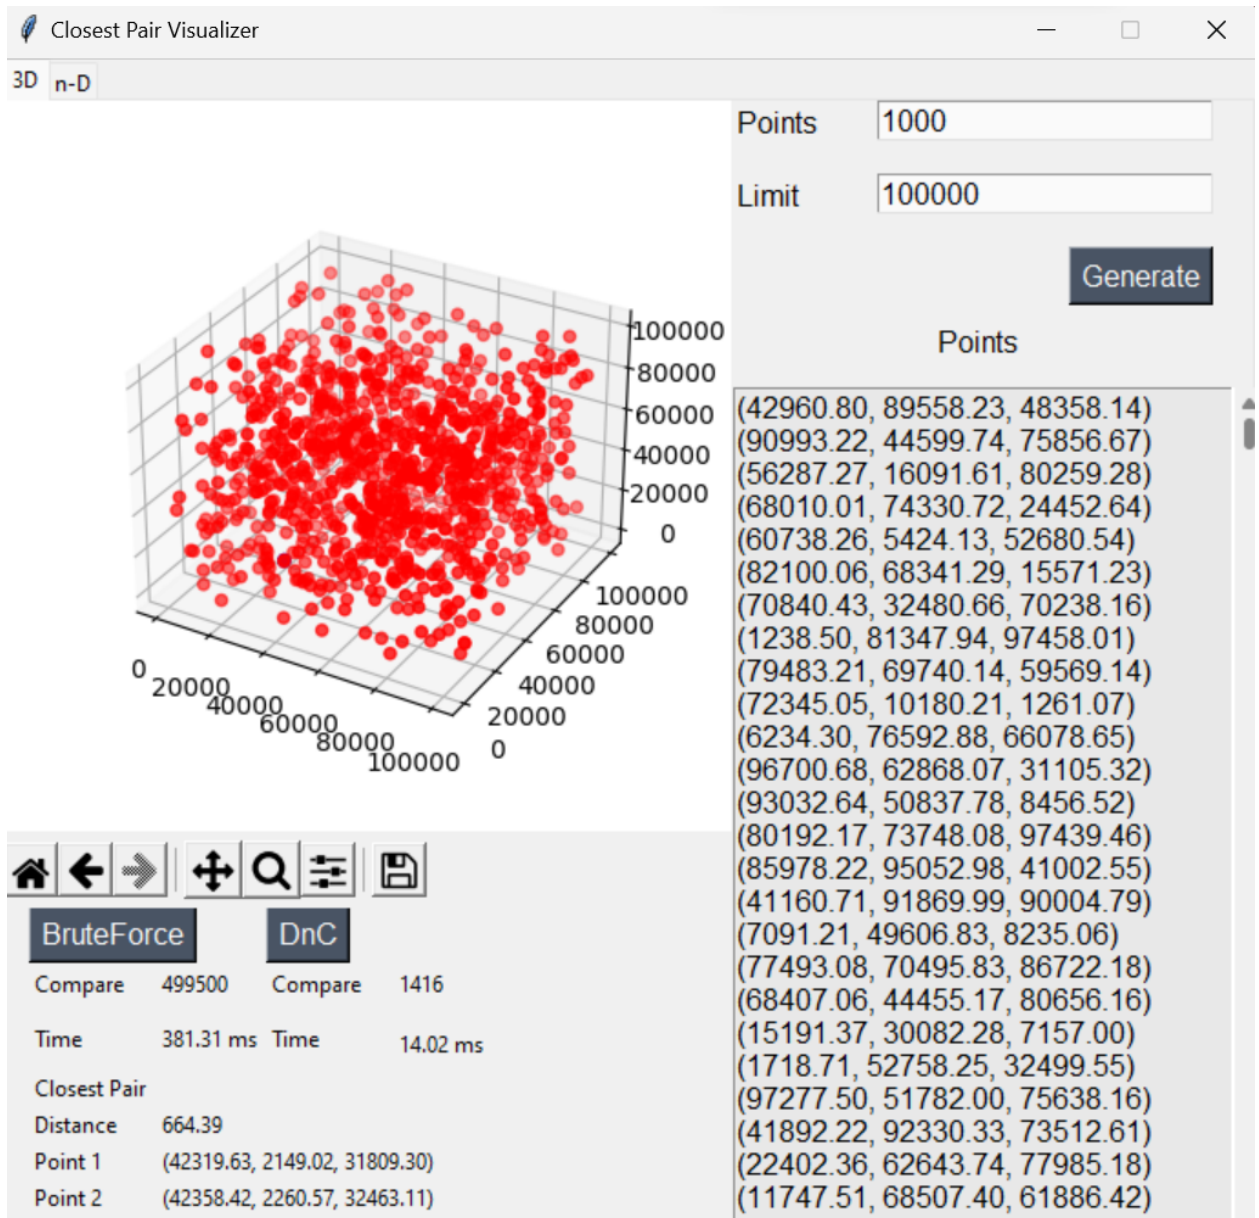 Closest Pair Visualizer
3D n-D
Points 1000
Limit 100000
Generate
Points
100000
80000
60000
40000
20000
0
100000
80000
60000
40000
20000
0
0
20000
40000
60000
80000
100000
(42960.80, 89558.23, 48358.14)
(90993.22, 44599.74, 75856.67)
(56287.27, 16091.61, 80259.28)
(68010.01, 74330.72, 24452.64)
(60738.26, 5424.13, 52680.54)
(82100.06, 68341.29, 15571.23)
(70840.43, 32480.66, 70238.16)
(1238.50, 81347.94, 97458.01)
(79483.21, 69740.14, 59569.14)
(72345.05, 10180.21, 1261.07)
(6234.30, 76592.88, 66078.65)
(96700.68, 62868.07, 31105.32)
(93032.64, 50837.78, 8456.52)
(80192.17, 73748.08, 97439.46)
(85978.22, 95052.98, 41002.55)
(41160.71, 91869.99, 90004.79)
(7091.21, 49606.83, 8235.06)
(77493.08, 70495.83, 86722.18)
(68407.06, 44455.17, 80656.16)
(15191.37, 30082.28, 7157.00)
(1718.71, 52758.25, 32499.55)
(97277.50, 51782.00, 75638.16)
(41892.22, 92330.33, 73512.61)
(22402.36, 62643.74, 77985.18)
(11747.51, 68507.40, 61886.42)
BruteForce DnC
Compare 499500 Compare 1416
Time 381.31 ms Time 14.02 ms
Closest Pair
Distance 664.39
Point 1 (42319.63, 2149.02, 31809.30)
Point 2 (42358.42, 2260.57, 32463.11)